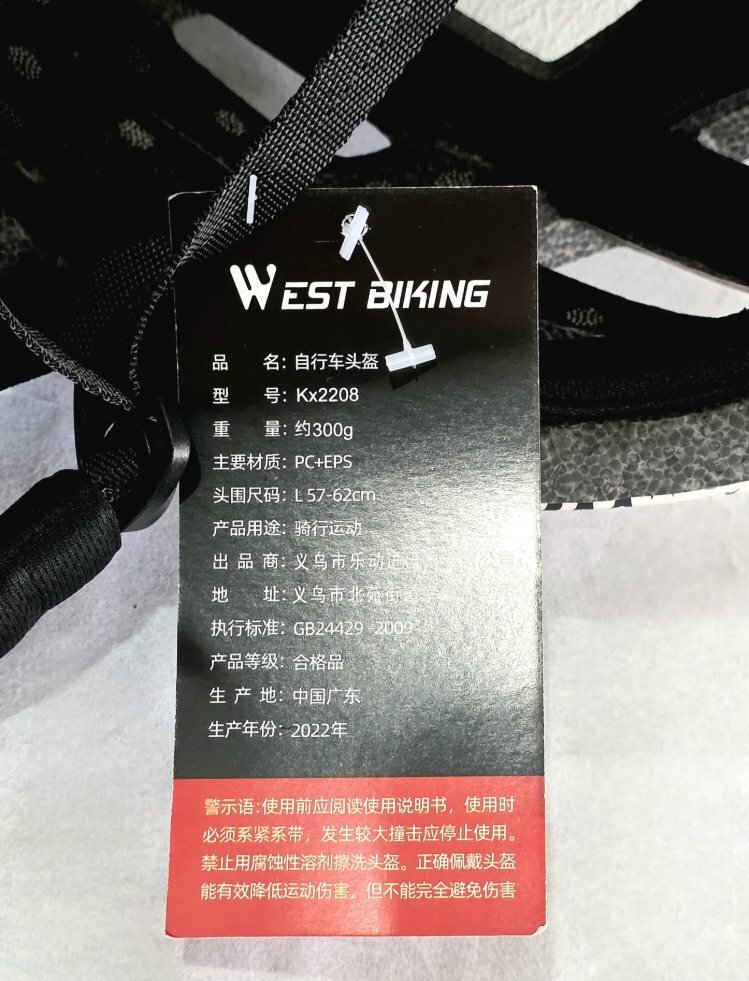 WEST BIKING
品 名：自行车头盔
型 号：Kx2208
重 量：约300g
主要材质：PC+EPS
头围尺码：L 57-62cm
产品用途：骑行运动
出 品 商：义乌市乐动
地 址：义乌市北苑街
执行标准：GB24429-2009
产品等级：合格品
生 产 地：中国广东
生产年份：2022年
警示语：使用前应阅读使用说明书，使用时
必须系紧系带，发生较大撞击应停止使用。
禁止用腐蚀性溶剂擦洗头盔。正确佩戴头盔
能有效降低运动伤害，但不能完全避免伤害